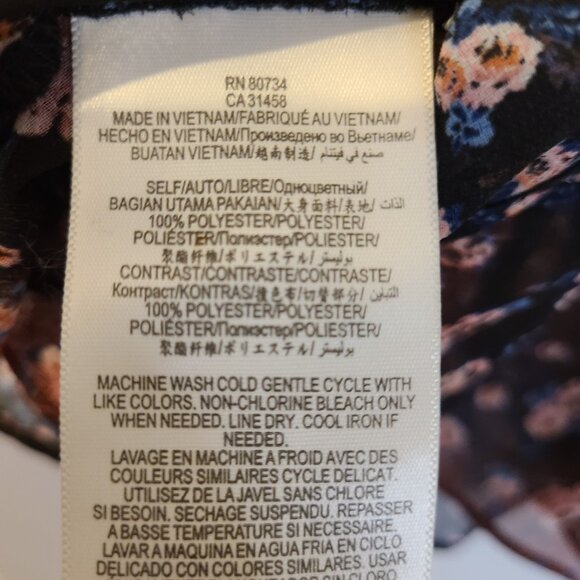 RN 80734
CA 31458
MADE IN VIETNAM/FABRIQUÉ AU VIETNAM/
HECHO EN VIETNAM/Произведено во Вьетнаме/
BUATAN VIETNAM/越南制造/ صنع في فيتنام
SELF/AUTO/LIBRE/Одноцветный/
BAGIAN UTAMA PAKAIAN/大身面料/表地/ الذات
100% POLYESTER/POLYESTER/
POLIÉSTER/Полиэстер/POLIESTER/
聚酯纤维/ポリエステル/ بوليستر
CONTRAST/CONTRASTE/CONTRASTE/
Контраст/KONTRAS/撞色布/切替部分/ التباين
100% POLYESTER/POLYESTER/
POLIÉSTER/Полиэстер/POLIESTER/
聚酯纤维/ポリエステル/ بوليستر
MACHINE WASH COLD GENTLE CYCLE WITH
LIKE COLORS. NON-CHLORINE BLEACH ONLY
WHEN NEEDED. LINE DRY. COOL IRON IF
NEEDED.
LAVAGE EN MACHINE A FROID AVEC DES
COULEURS SIMILAIRES CYCLE DELICAT.
UTILISEZ DE LA JAVEL SANS CHLORE
SI BESOIN. SECHAGE SUSPENDU. REPASSER
A BASSE TEMPERATURE SI NECESSAIRE.
LAVAR A MAQUINA EN AGUA FRIA EN CICLO
DELICADO CON COLORES SIMILARES. USAR